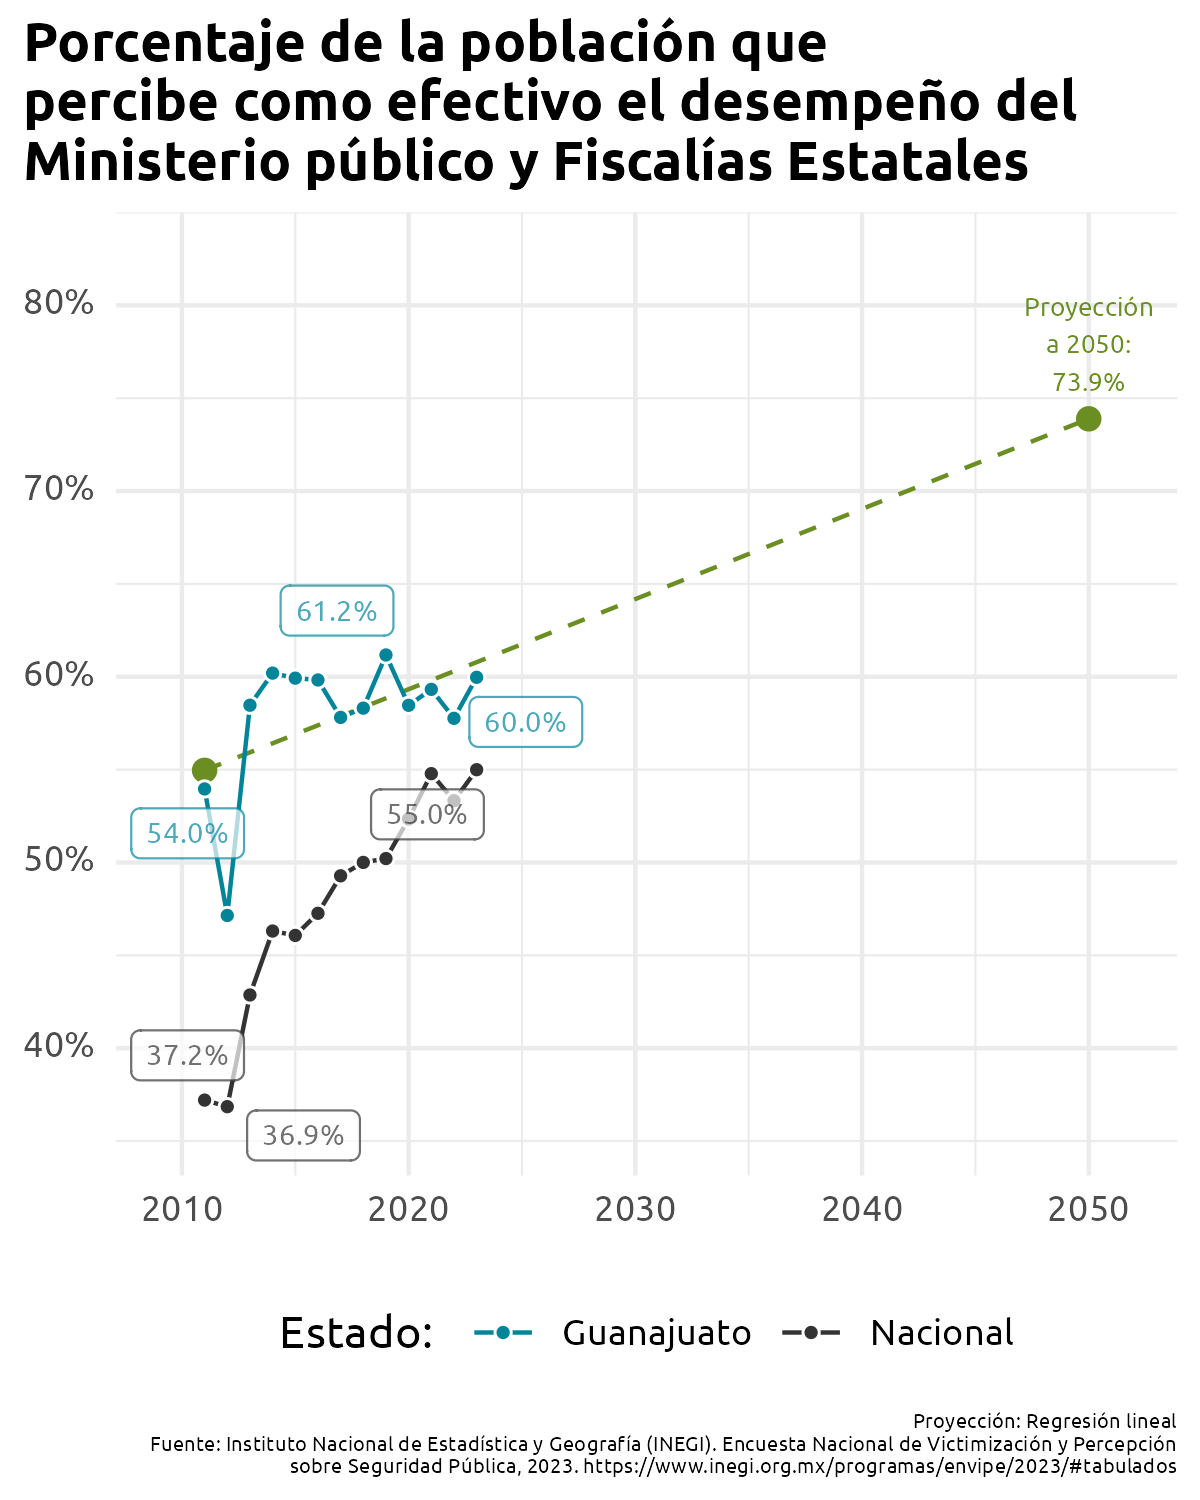 Porcentaje de la población que
percibe como efectivo el desempeño del
Ministerio público y Fiscalías Estatales
80%
70%
60%
50%
40%
Proyección
a 2050:
73.9%
61.2%
60.0%
54.0%
55.0%
37.2%
36.9%
2010 2020 2030 2040 2050
Estado: Guanajuato Nacional
Proyección: Regresión lineal
Fuente: Instituto Nacional de Estadística y Geografía (INEGI). Encuesta Nacional de Victimización y Percepción
sobre Seguridad Pública, 2023. https://www.inegi.org.mx/programas/envipe/2023/#tabulados